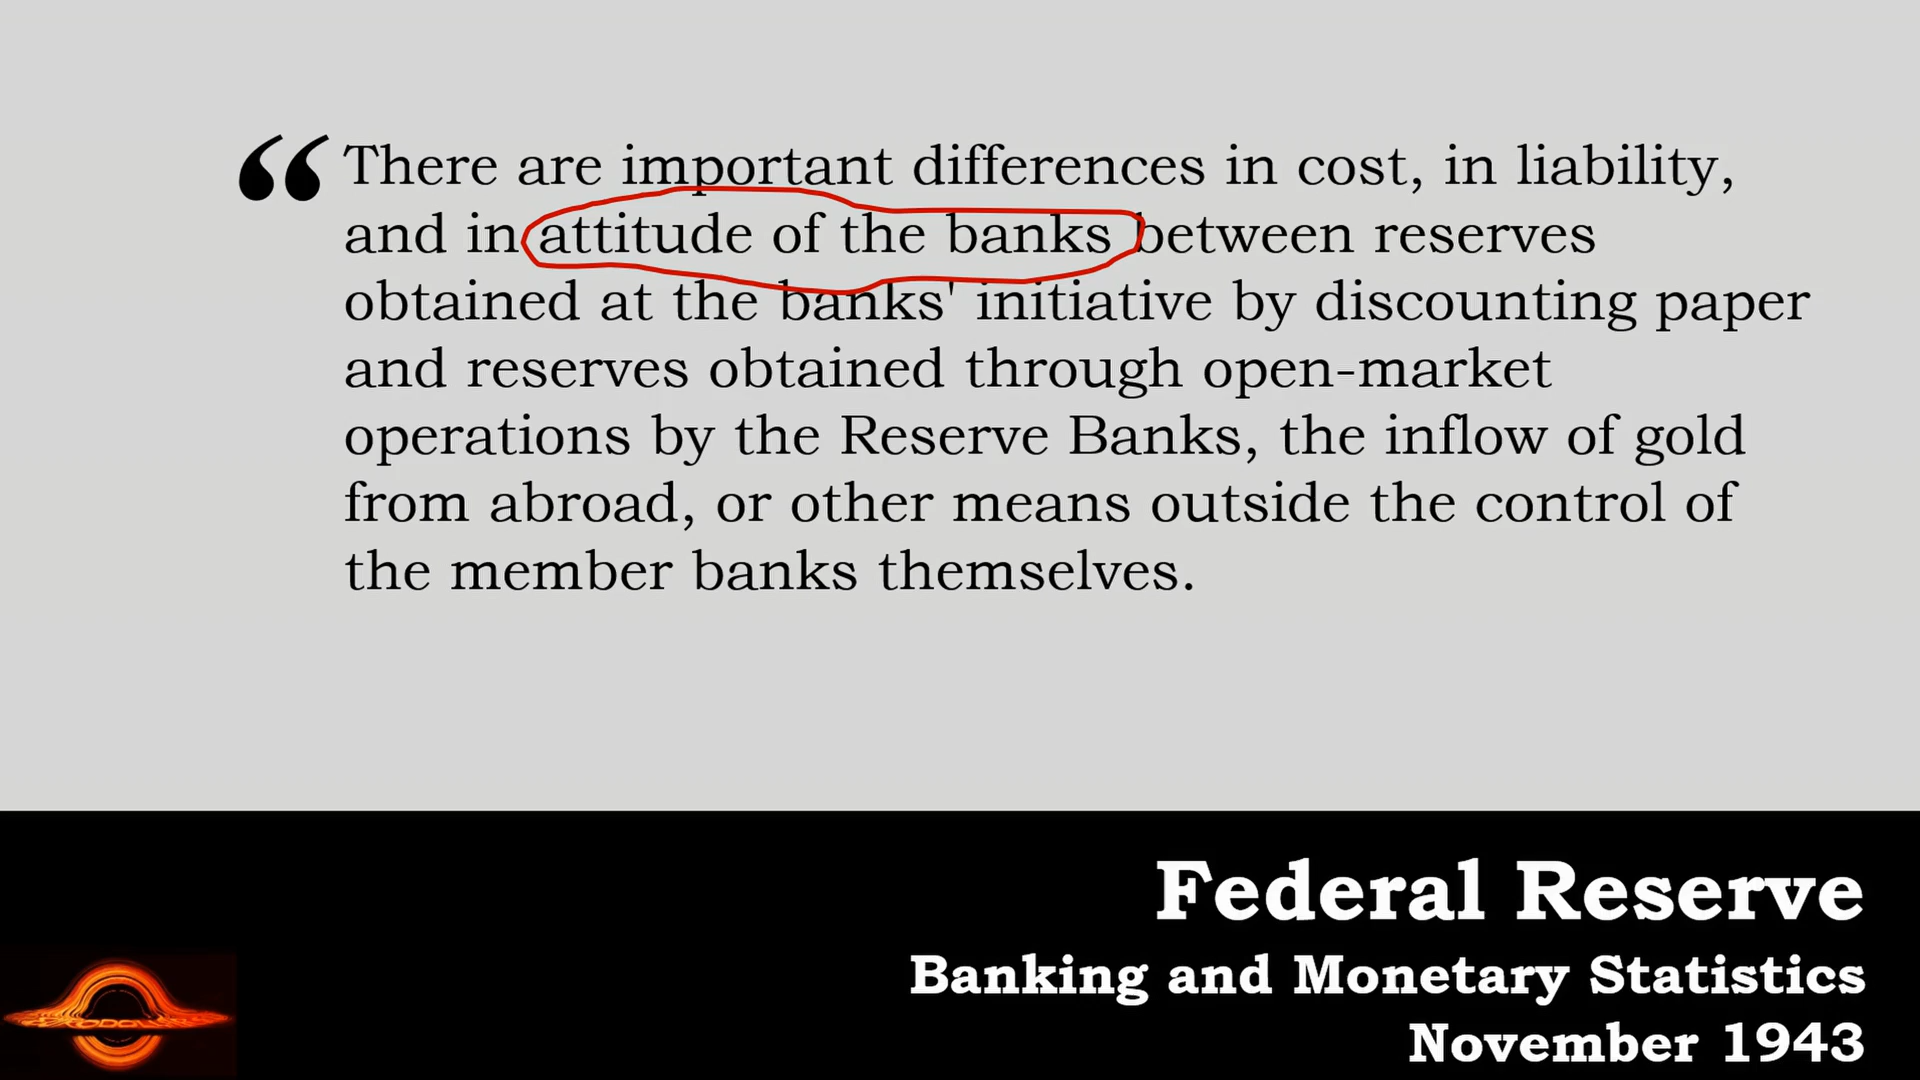 “There are important differences in cost, in liability,
and in attitude of the banks between reserves
obtained at the banks' initiative by discounting paper
and reserves obtained through open-market
operations by the Reserve Banks, the inflow of gold
from abroad, or other means outside the control of
the member banks themselves.
Federal Reserve
Banking and Monetary Statistics
November 1943